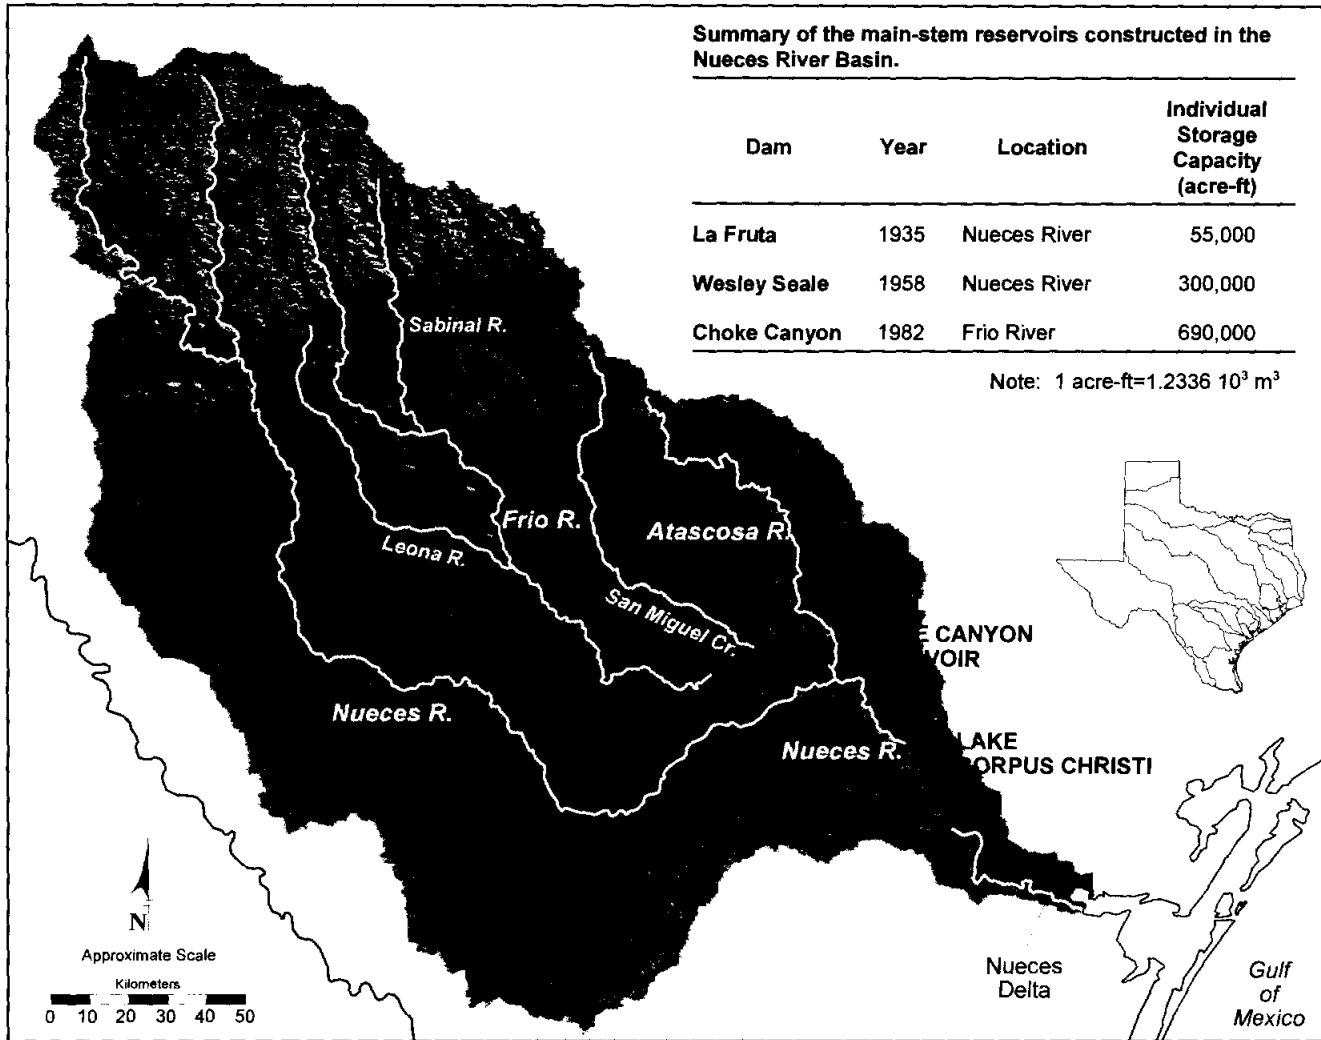 Summary of the main-stem reservoirs constructed in the
Nueces River Basin.
Dam Year Location Individual Storage Capacity (acre-ft)
La Fruta 1935 Nueces River 55,000
Wesley Seale 1958 Nueces River 300,000
Choke Canyon 1982 Frio River 690,000
Note: 1 acre-ft=1.2336 10³ m³
Sabinal R.
Frio R.
Atascosa R.
Leona R.
San Miguel Cr.
E CANYON
VOIR
Nueces R.
Nueces R.
LAKE
ORPUS CHRISTI
N
Approximate Scale
Kilometers
0 10 20 30 40 50
Nueces
Delta
Gulf
of
Mexico